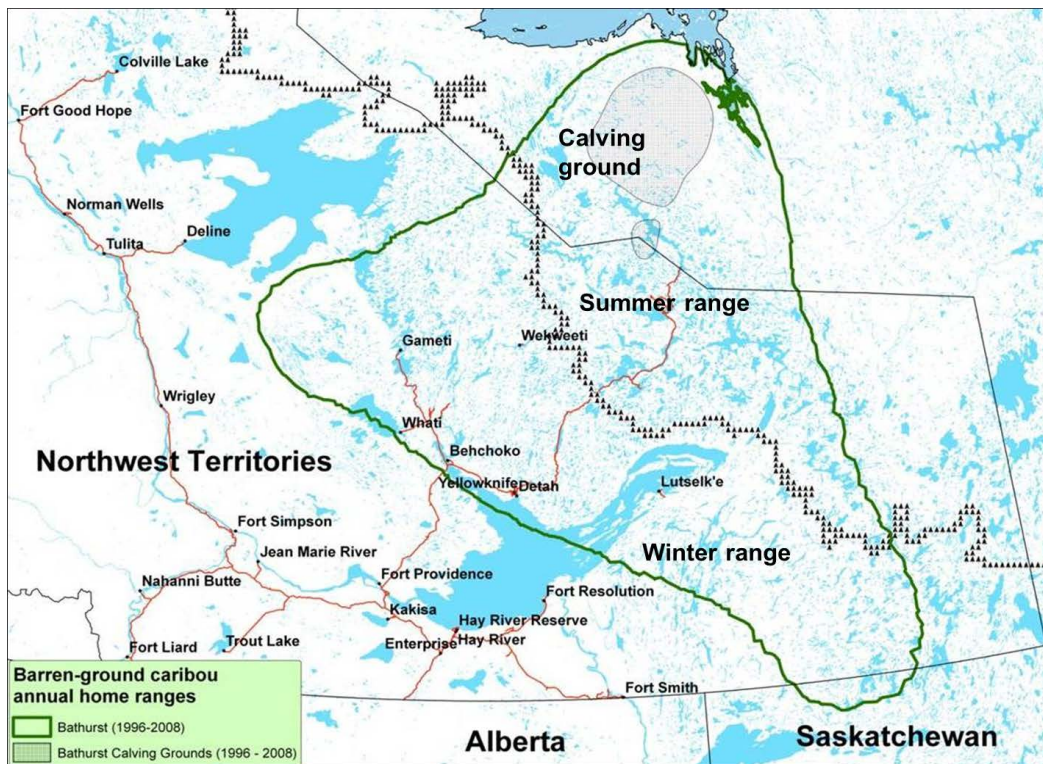 Colville Lake
Fort Good Hope
Calving
ground
Norman Wells
Deline
Tulita
Summer range
Gameti
Wekweeti
Wrigley
Whati
Behchoko
Northwest Territories
Yellowknife
Detah
Lutselk'e
Fort Simpson
Jean Marie River
Winter range
Nahanni Butte
Fort Providence
Fort Resolution
Kakisa
Hay River Reserve
Hay River
Enterprise
Fort Liard
Trout Lake
Fort Smith
Barren-ground caribou
annual home ranges
Bathurst (1996-2008)
Bathurst Calving Grounds (1996 - 2008)
Alberta
Saskatchewan